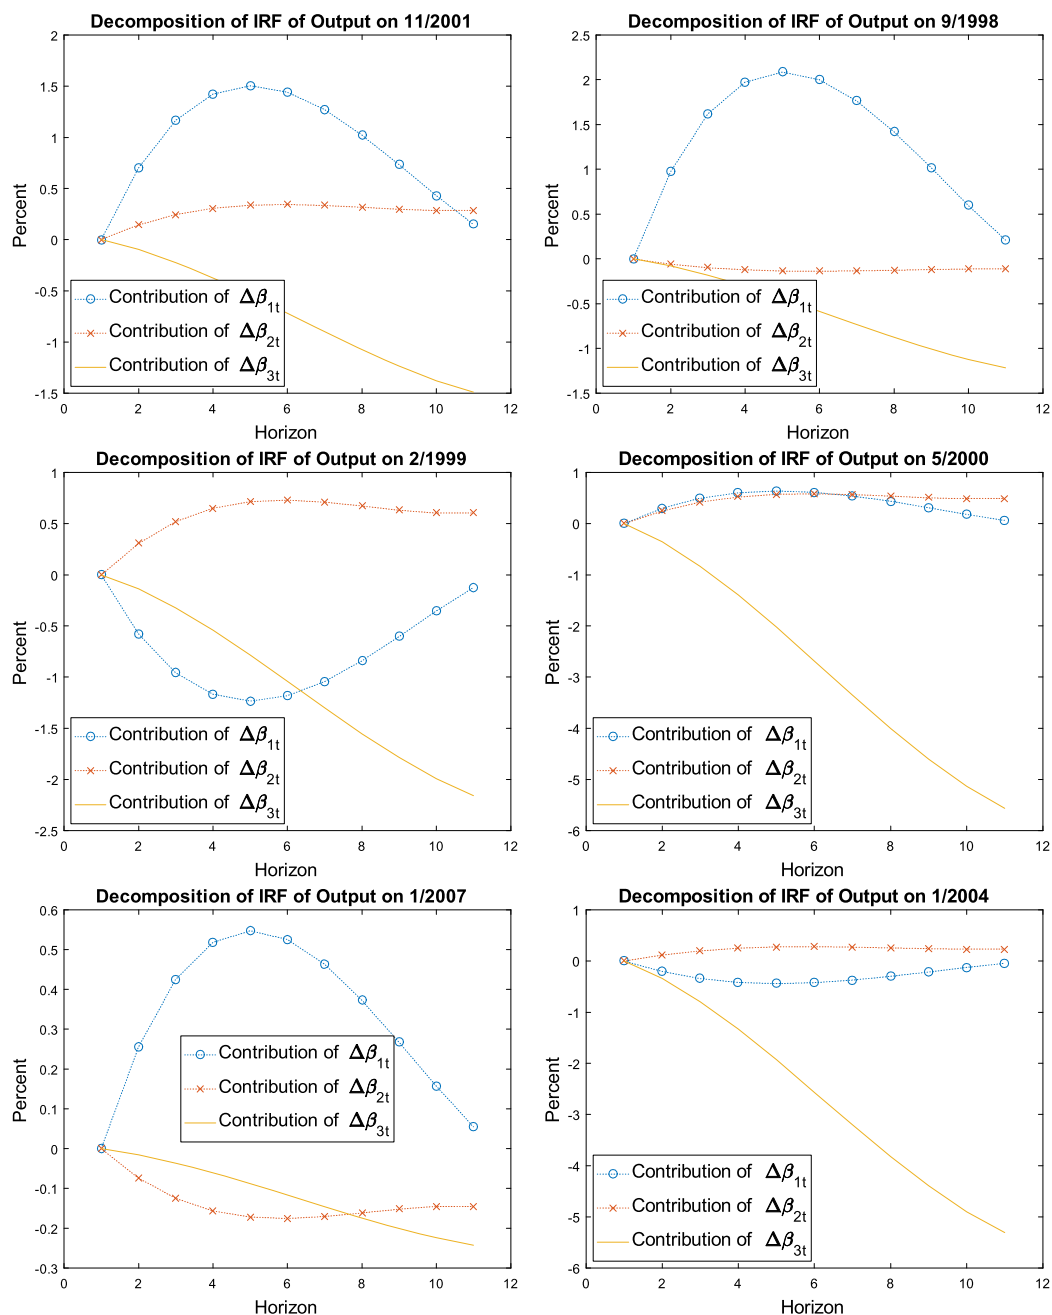 Decomposition of IRF of Output on 11/2001
2
1.5
1
0.5
0
-0.5
-1
-1.5
Percent
Contribution of Δβ1t
Contribution of Δβ2t
Contribution of Δβ3t
0 2 4 6 8 10 12
Horizon
Decomposition of IRF of Output on 9/1998
2.5
2
1.5
1
0.5
0
-0.5
-1
-1.5
Percent
Contribution of Δβ1t
Contribution of Δβ2t
Contribution of Δβ3t
0 2 4 6 8 10 12
Horizon
Decomposition of IRF of Output on 2/1999
1
0.5
0
-0.5
-1
-1.5
-2
-2.5
Percent
Contribution of Δβ1t
Contribution of Δβ2t
Contribution of Δβ3t
0 2 4 6 8 10 12
Horizon
Decomposition of IRF of Output on 5/2000
1
0
-1
-2
-3
-4
-5
-6
Percent
Contribution of Δβ1t
Contribution of Δβ2t
Contribution of Δβ3t
0 2 4 6 8 10 12
Horizon
Decomposition of IRF of Output on 1/2007
0.6
0.5
0.4
0.3
0.2
0.1
0
-0.1
-0.2
-0.3
Percent
Contribution of Δβ1t
Contribution of Δβ2t
Contribution of Δβ3t
0 2 4 6 8 10 12
Horizon
Decomposition of IRF of Output on 1/2004
1
0
-1
-2
-3
-4
-5
-6
Percent
Contribution of Δβ1t
Contribution of Δβ2t
Contribution of Δβ3t
0 2 4 6 8 10 12
Horizon